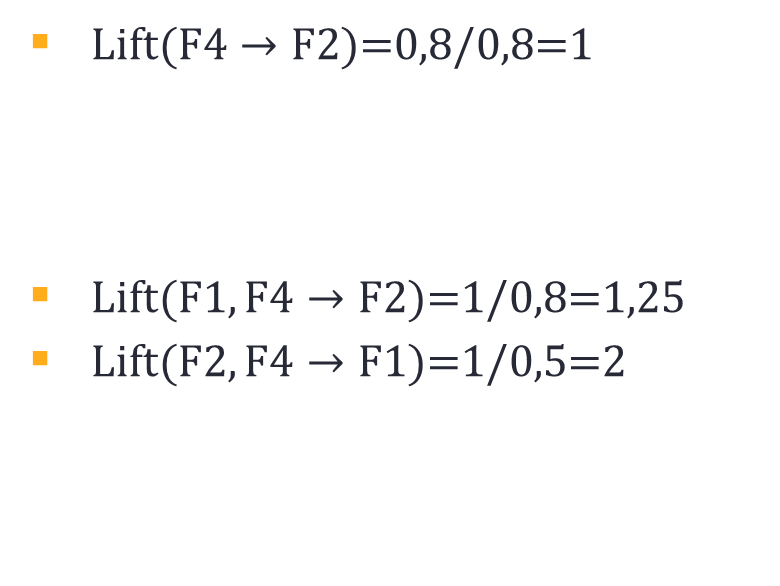 ▪ Lift(F4 → F2)=0,8/0,8=1
▪ Lift(F1, F4 → F2)=1/0,8=1,25
▪ Lift(F2, F4 → F1)=1/0,5=2